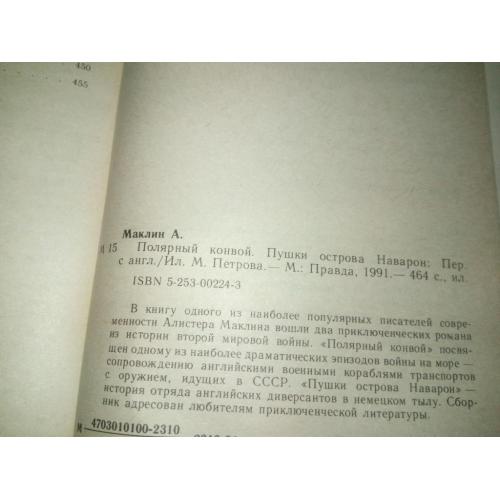 450
455
Маклин А.
М 15 Полярный конвой. Пушки острова Наварон: Пер.
с англ./Ил. М. Петрова.— М.: Правда, 1991.— 464 с., ил.
ISBN 5-253-00224-3
В книгу одного из наиболее популярных писателей совре-
менности Алистера Маклина вошли два приключенческих романа
из истории второй мировой войны. «Полярный конвой» посвя-
щен одному из наиболее драматических эпизодов войны на море —
сопровождению английскими военными кораблями транспортов
с оружием, идущих в СССР. «Пушки острова Наварон» —
история отряда английских диверсантов в немецком тылу. Сбор-
ник адресован любителям приключенческой литературы.
М 4703010100-2310